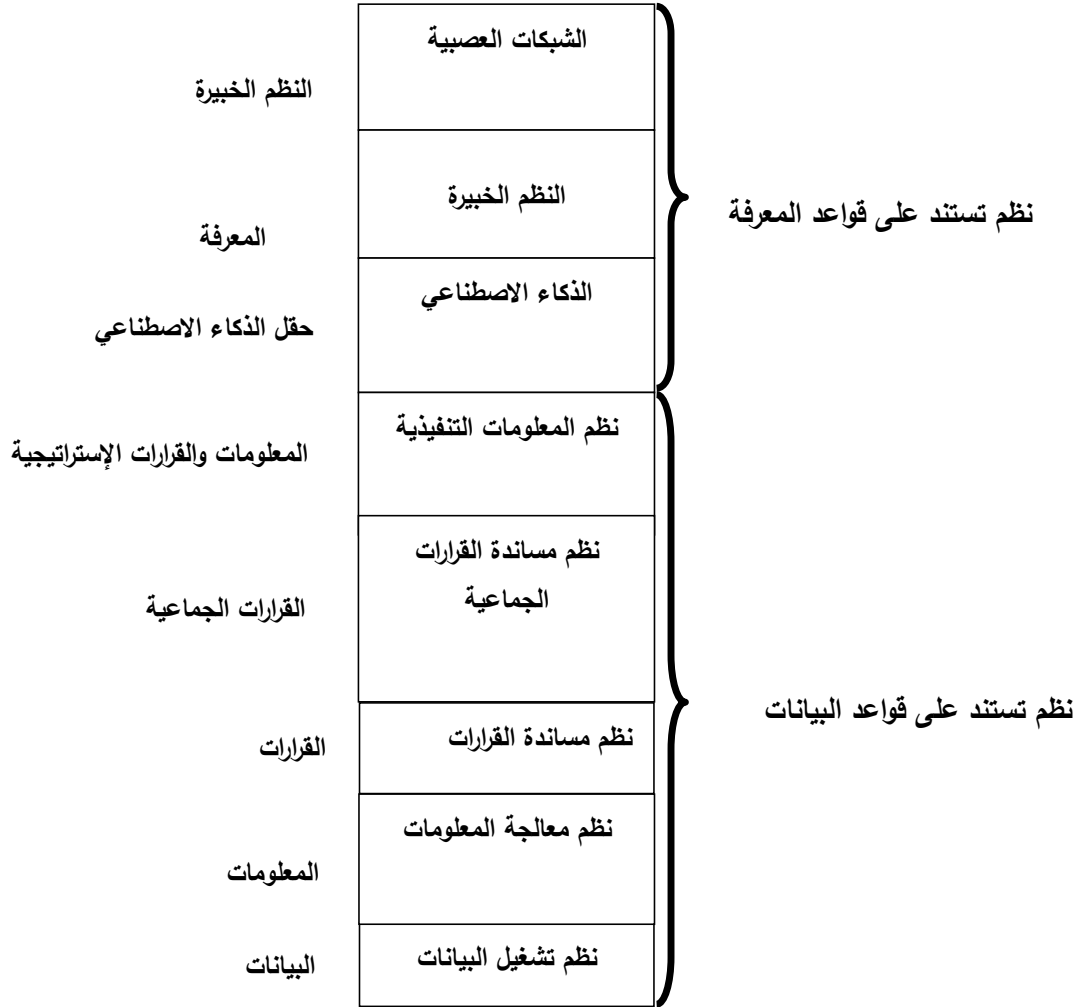 الشبكات العصبية
النظم الخبيرة
النظم الخبيرة
نظم تستند على قواعد المعرفة
المعرفة
الذكاء الاصطناعي
حقل الذكاء الاصطناعي
نظم المعلومات التنفيذية
المعلومات والقرارات الإستراتيجية
نظم مساندة القرارات
الجماعية
القرارات الجماعية
نظم تستند على قواعد البيانات
نظم مساندة القرارات
القرارات
نظم معالجة المعلومات
المعلومات
نظم تشغيل البيانات
البيانات